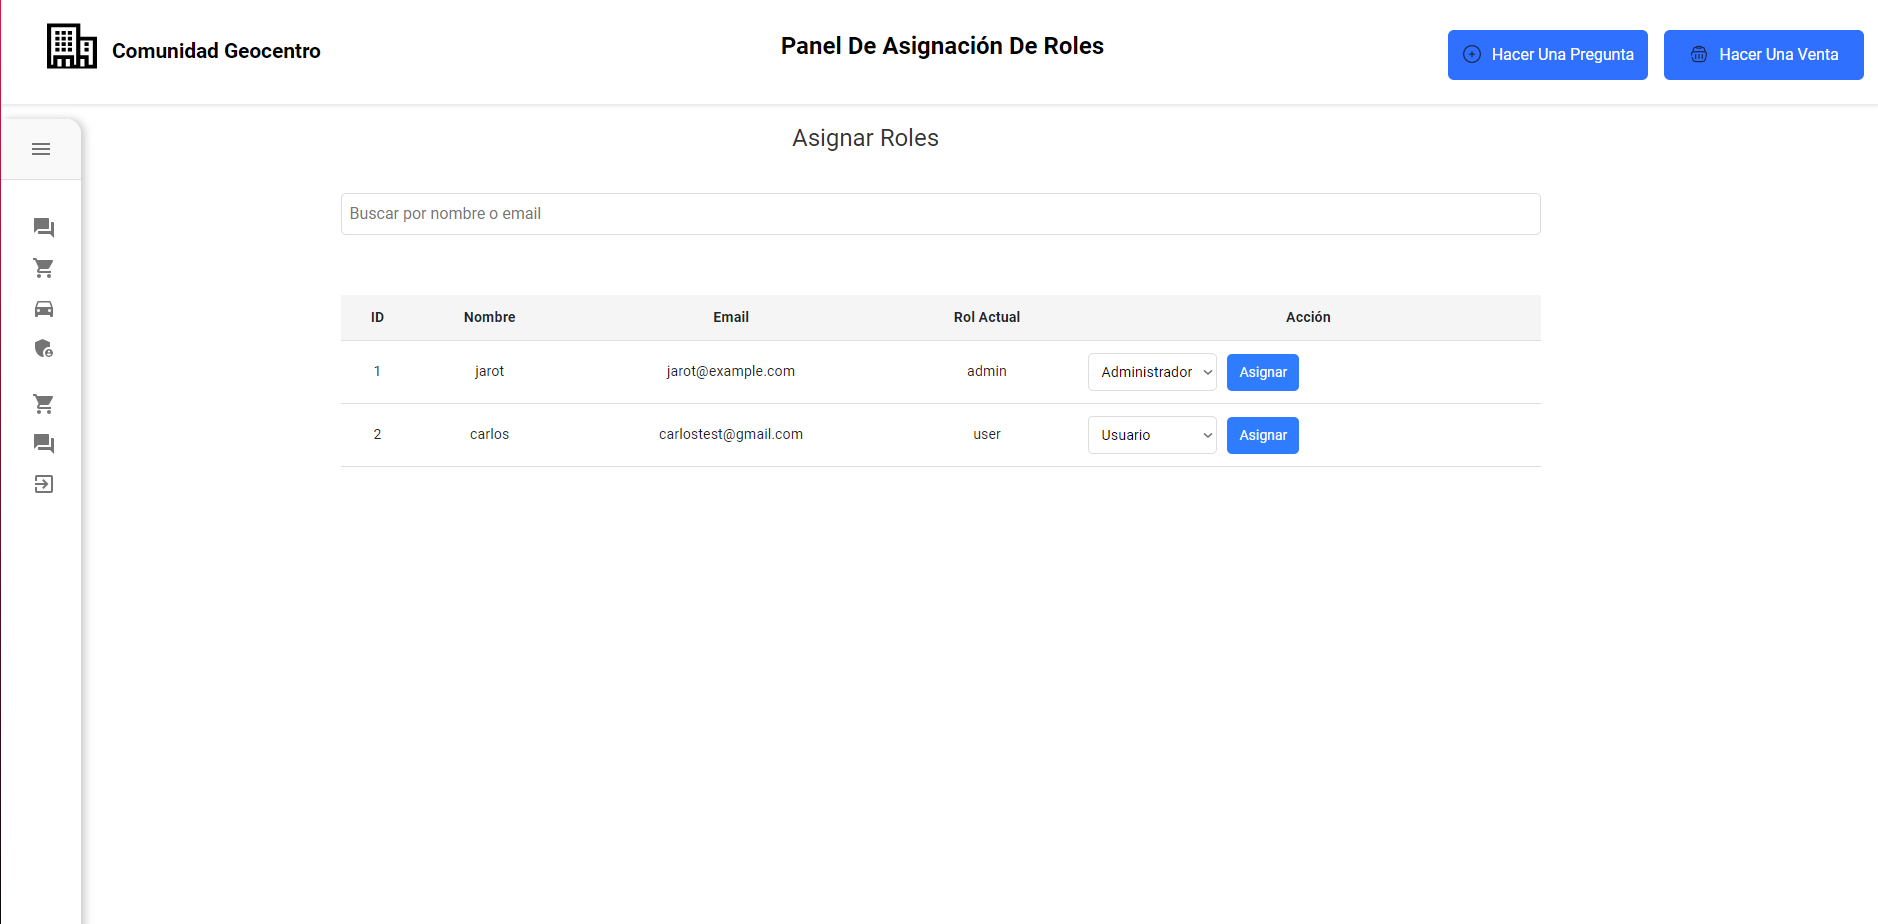 Comunidad Geocentro
Panel De Asignación De Roles
Hacer Una Pregunta
Hacer Una Venta
Asignar Roles
Buscar por nombre o email
ID Nombre Email Rol Actual Acción
1 jarot jarot@example.com admin Administrador Asignar
2 carlos carlostest@gmail.com user Usuario Asignar